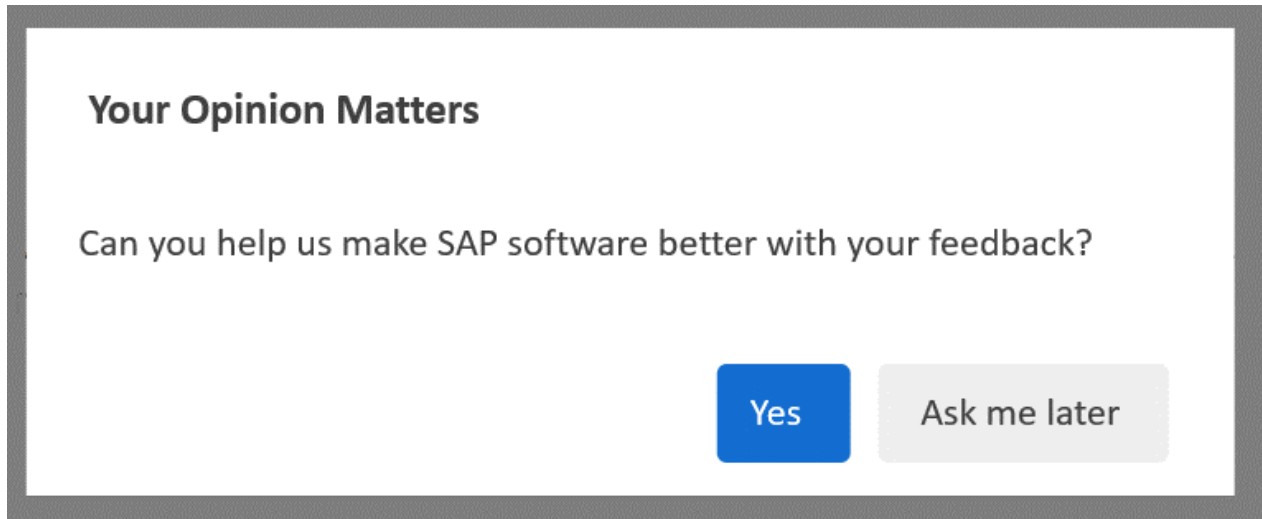 Your Opinion Matters
Can you help us make SAP software better with your feedback?
Yes
Ask me later